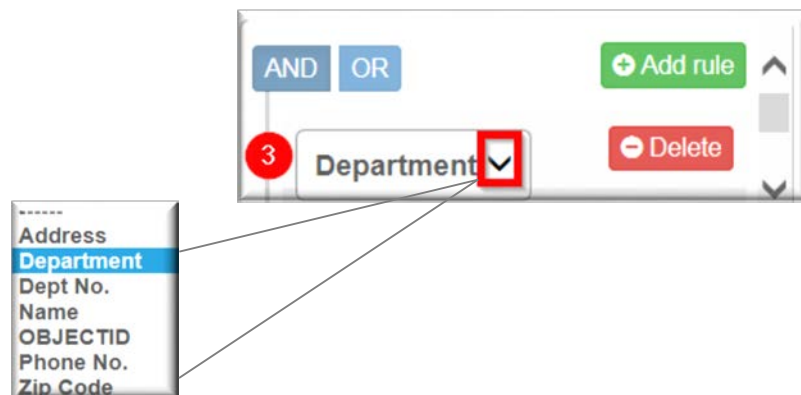 AND OR Add rule
3 Department Delete
------
Address
Department
Dept No.
Name
OBJECTID
Phone No.
Zip Code